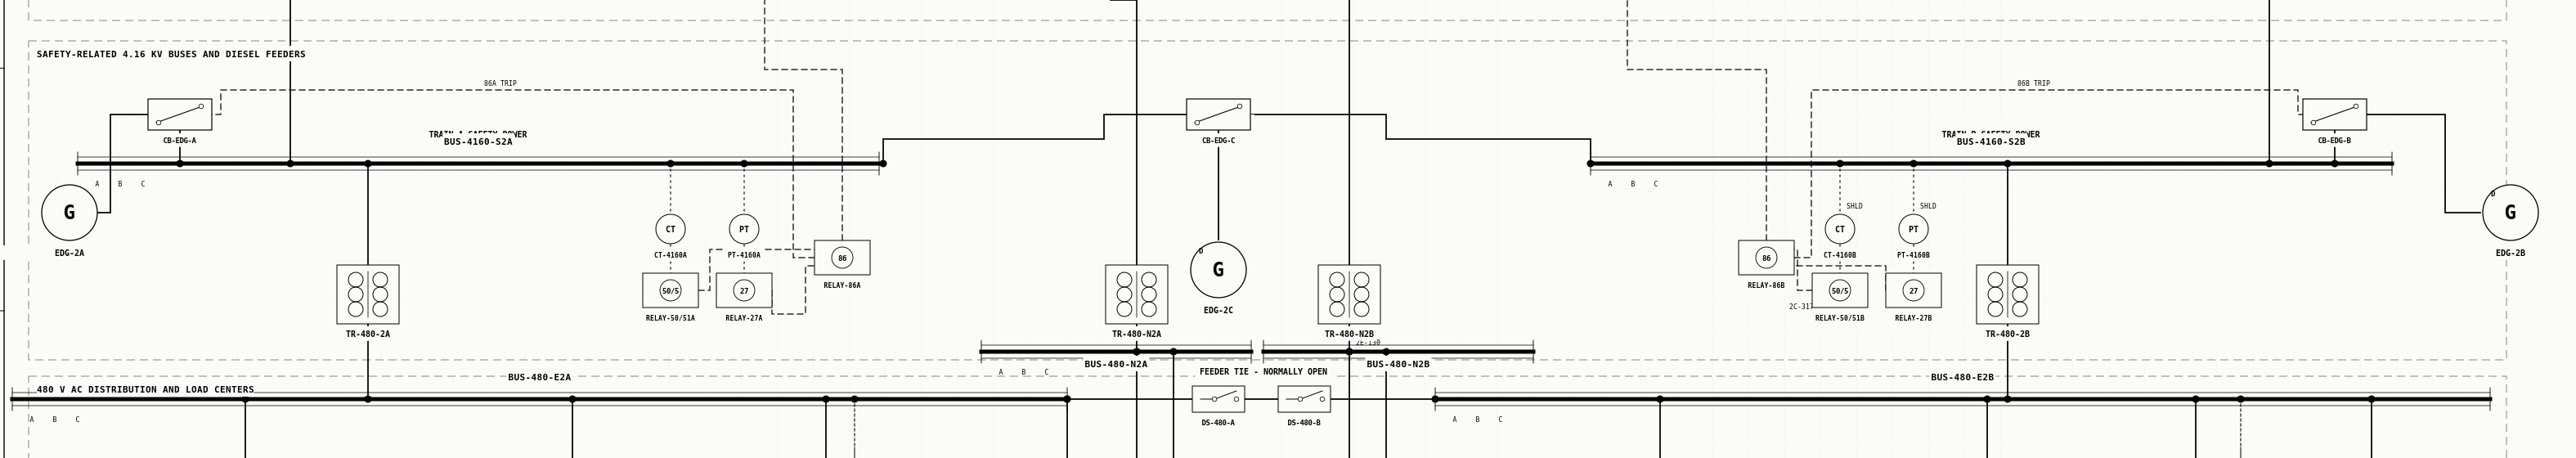 SAFETY-RELATED 4.16 KV BUSES AND DIESEL FEEDERS
86A TRIP
86B TRIP
CB-EDG-A
BUS-4160-S2A
CB-EDG-C
BUS-4160-S2B
CB-EDG-B
A B C
A B C
D
SHLD
SHLD
G
CT
PT
CT
PT
G
EDG-2A
CT-4160A
PT-4160A
86
D
G
86
CT-4160B
PT-4160B
EDG-2B
RELAY-86A
RELAY-86B
50/5
27
50/5
27
EDG-2C
2C-31
RELAY-50/51A
RELAY-27A
RELAY-50/51B
RELAY-27B
TR-480-2A
TR-480-N2A
TR-480-N2B
TR-480-2B
BUS-480-N2A
BUS-480-N2B
A B C
FEEDER TIE - NORMALLY OPEN
BUS-480-E2A
BUS-480-E2B
480 V AC DISTRIBUTION AND LOAD CENTERS
A B C
DS-480-A
DS-480-B
A B C